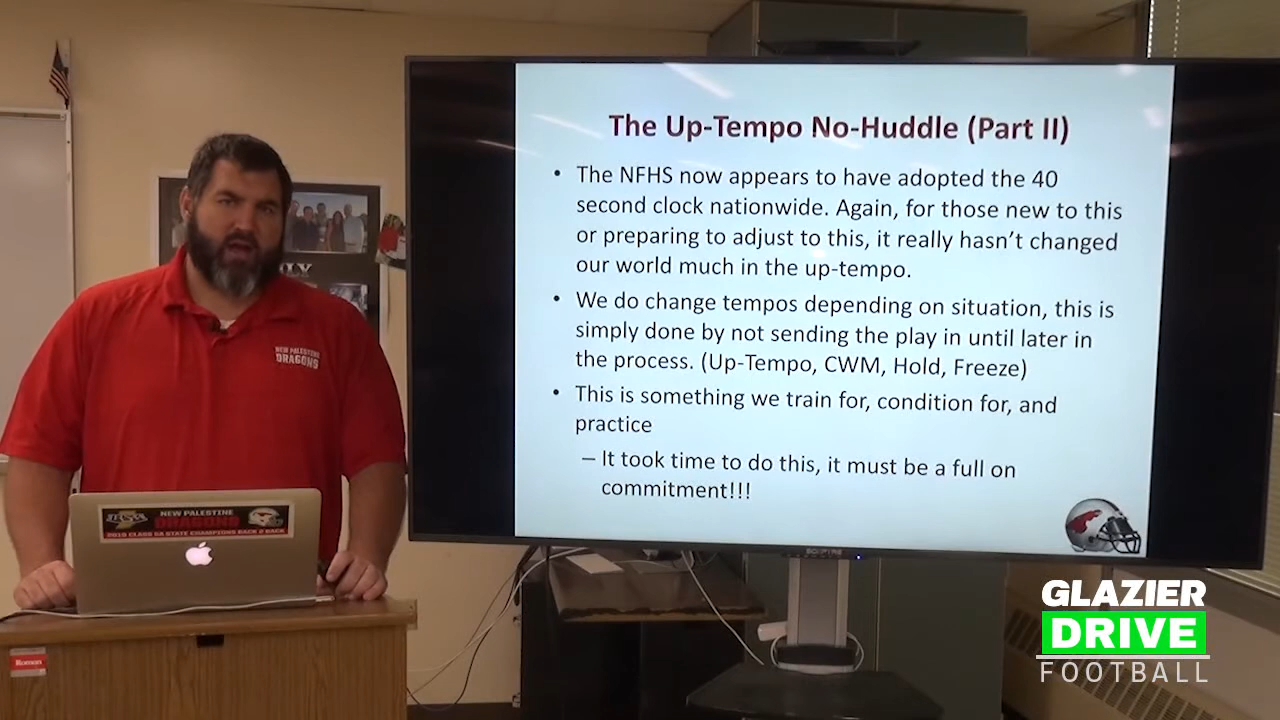 The Up-Tempo No-Huddle (Part II)
• The NFHS now appears to have adopted the 40
second clock nationwide. Again, for those new to this
or preparing to adjust to this, it really hasn't changed
our world much in the up-tempo.
• We do change tempos depending on situation, this is
simply done by not sending the play in until later in
the process. (Up-Tempo, CWM, Hold, Freeze)
• This is something we train for, condition for, and
practice
– It took time to do this, it must be a full on
commitment!!!
NEW PALESTINE
DRAGONS
NEW PALESTINE
DRAGONS
2019 CLASS 5A STATE CHAMPIONS BACK 2 BACK
Roman
GLAZIER
DRIVE
FOOTBALL